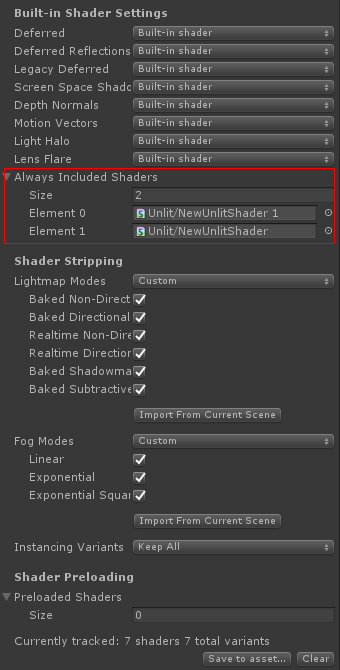 Built-in Shader Settings
Deferred Built-in shader
Deferred Reflections Built-in shader
Legacy Deferred Built-in shader
Screen Space Shado Built-in shader
Depth Normals Built-in shader
Motion Vectors Built-in shader
Light Halo Built-in shader
Lens Flare Built-in shader
Always Included Shaders
Size 2
Element 0 Unlit/NewUnlitShader 1
Element 1 Unlit/NewUnlitShader
Shader Stripping
Lightmap Modes Custom
Baked Non-Direct
Baked Directional
Realtime Non-Dire
Realtime Direction
Baked Shadowma
Baked Subtractive
Import From Current Scene
Fog Modes Custom
Linear
Exponential
Exponential Squar
Import From Current Scene
Instancing Variants Keep All
Shader Preloading
Preloaded Shaders
Size 0
Currently tracked: 7 shaders 7 total variants
Save to asset... Clear